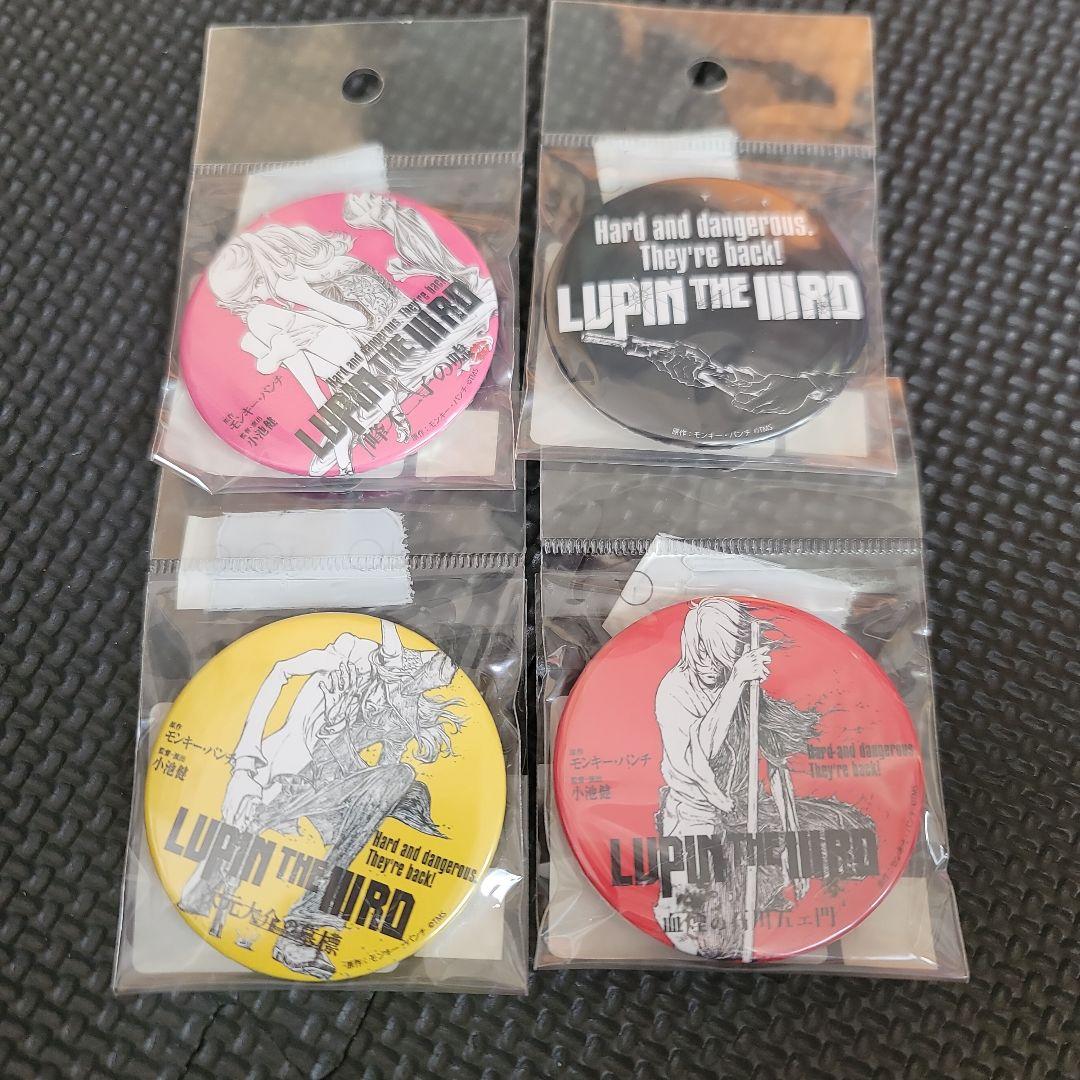 Hard and dangerous. They're back!
LUPIN THE IIIRD
峰不二子の嘘
原作
モンキー・パンチ
監督・演出
小池健
原作：モンキー・パンチ ©TMS
Hard and dangerous.
They're back!
LUPIN THE IIIRD
原作：モンキー・パンチ ©TMS
原作
モンキー・パンチ
監督・演出
小池健
LUPIN THE IIIRD
Hard and dangerous.
They're back!
次元大介の墓標
原作：モンキー・パンチ ©TMS
原作
モンキー・パンチ
監督・演出
小池健
Hard and dangerous.
They're back!
LUPIN THE IIIRD
血煙の石川五ェ門